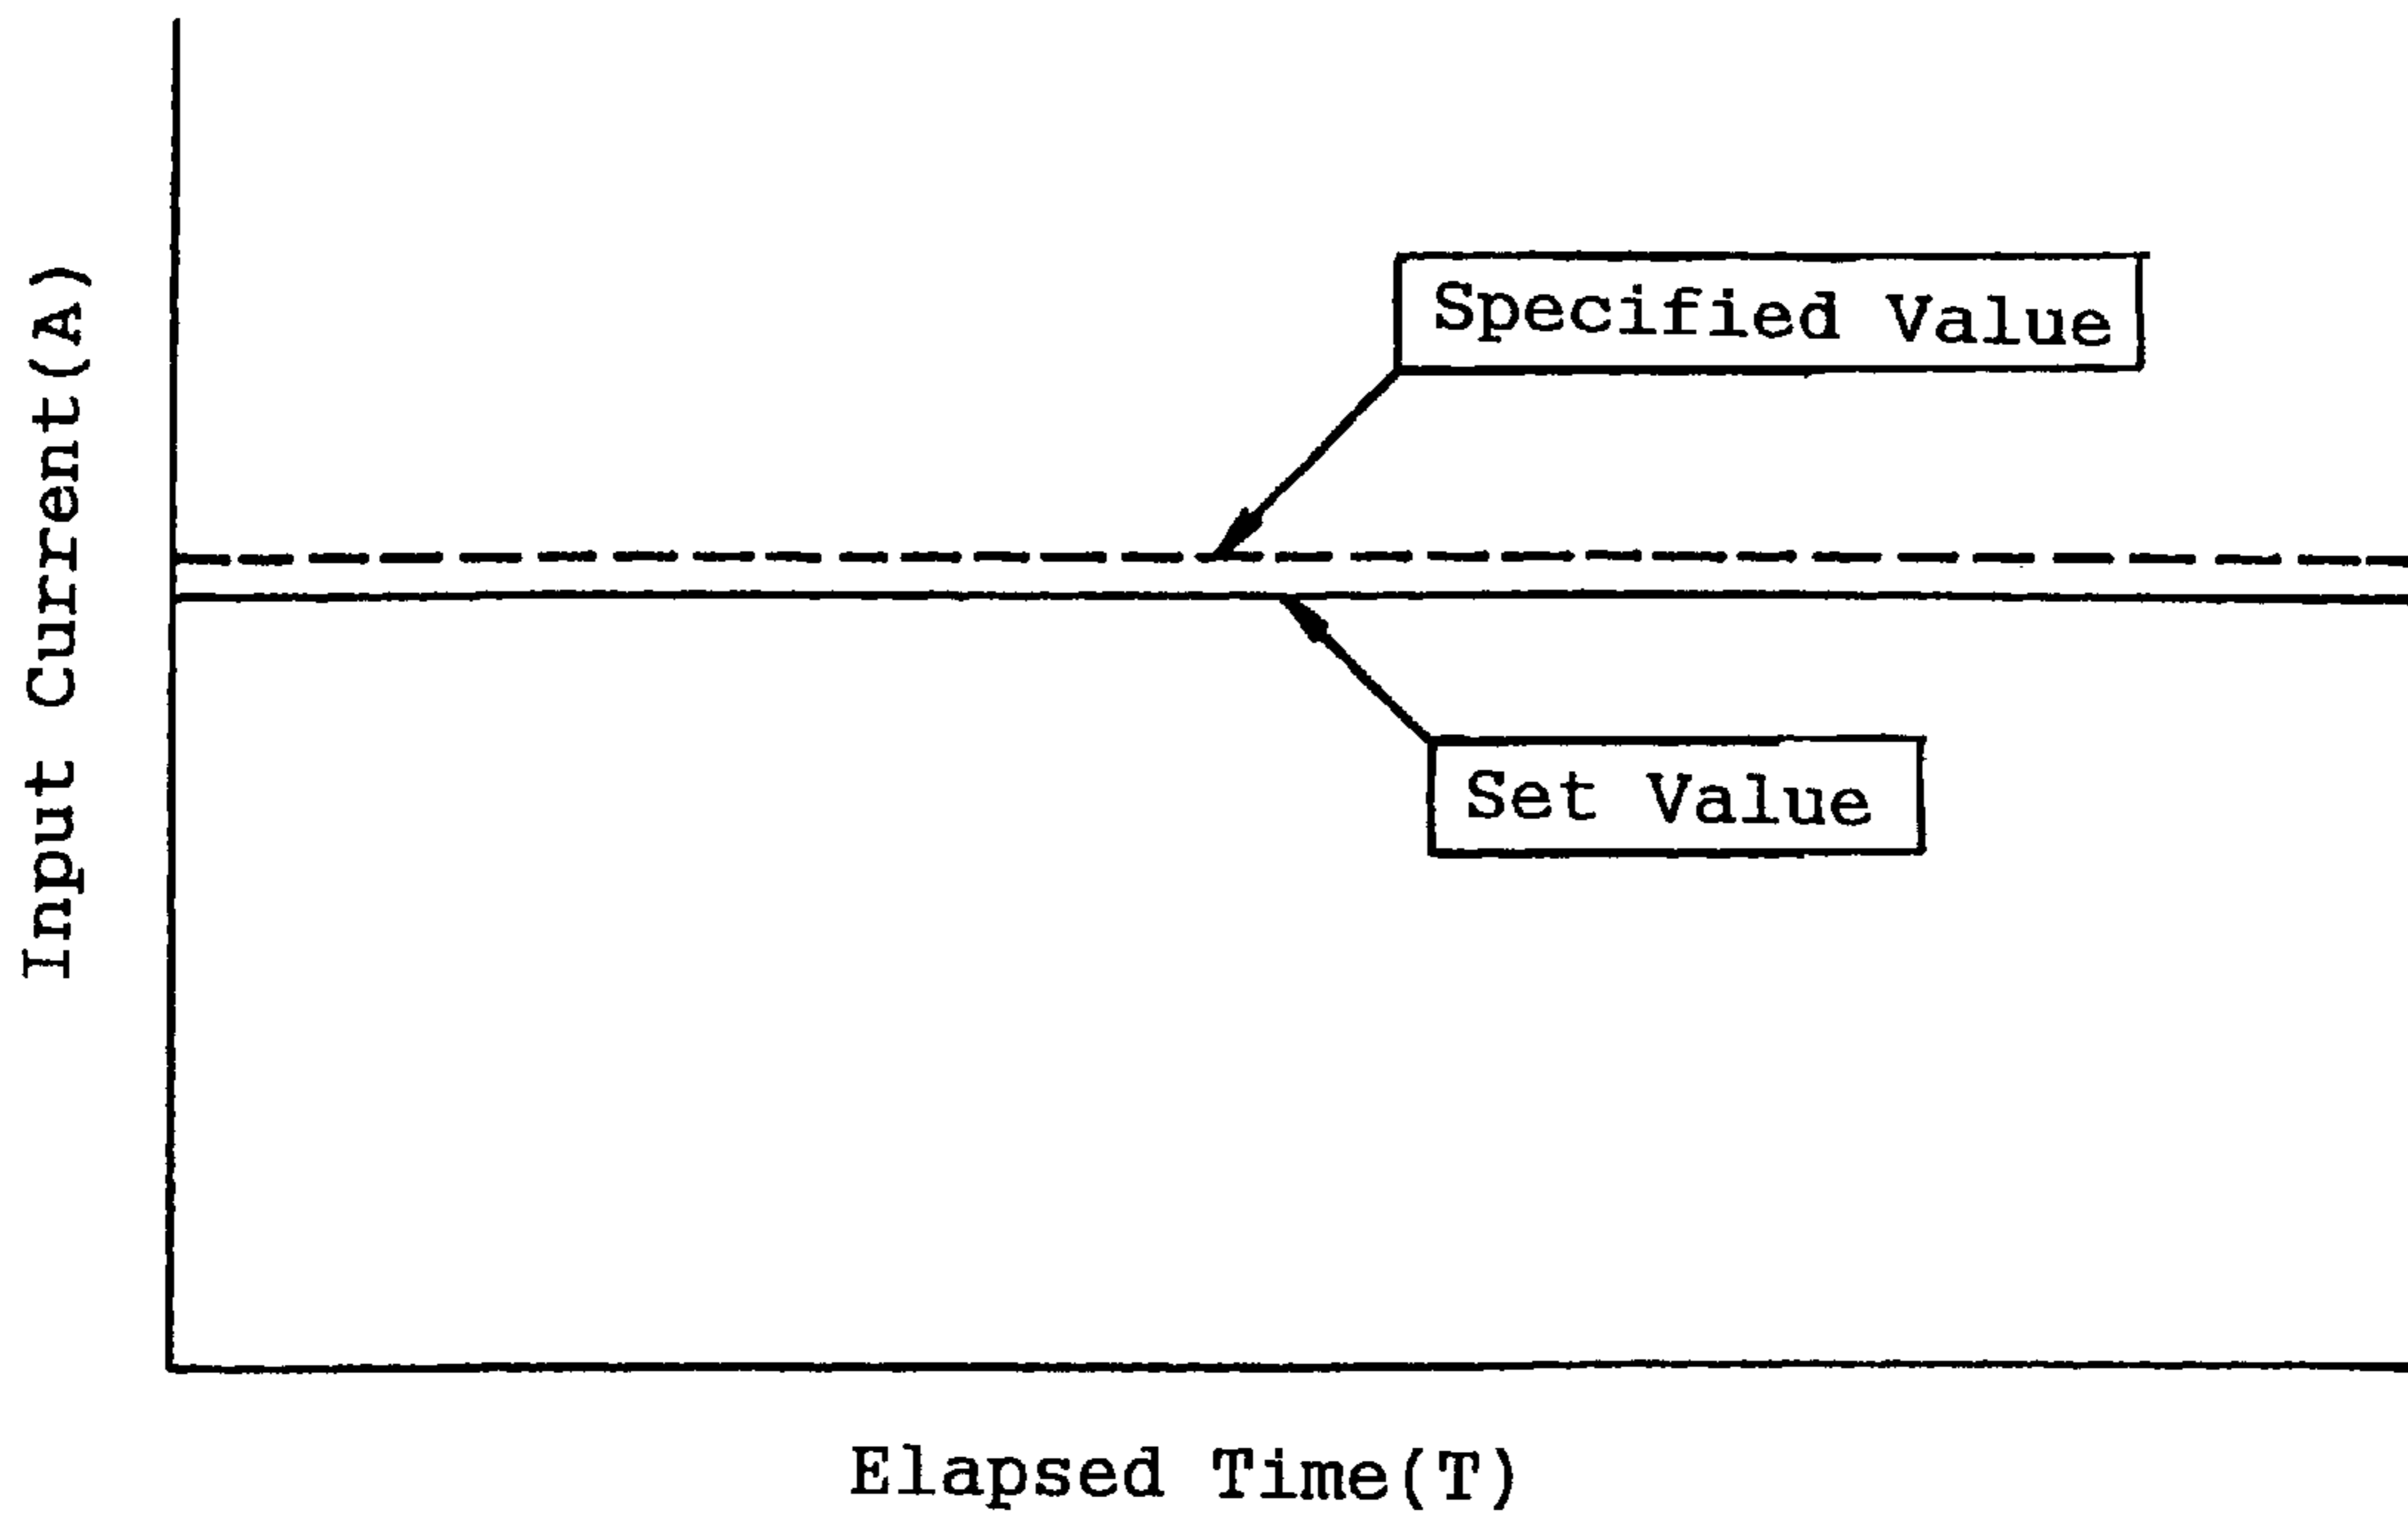 Input Current(A)
Specified Value
Set Value
Elapsed Time(T)